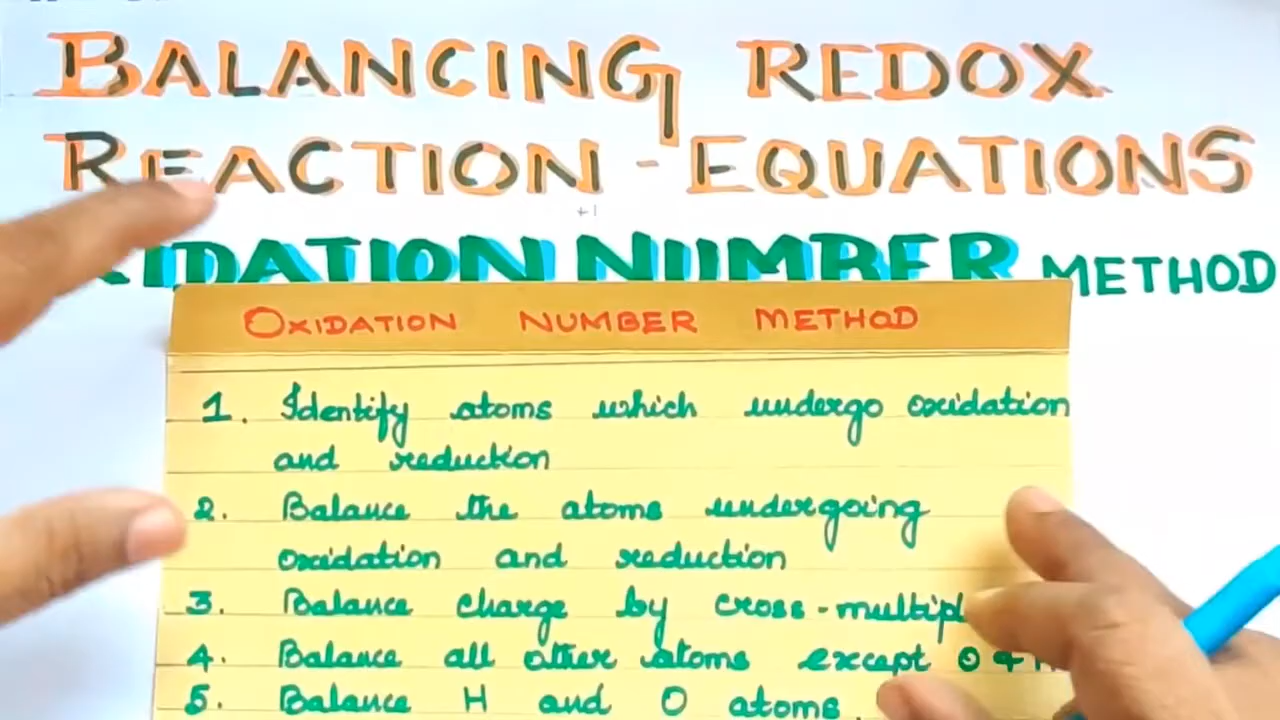 BALANCING REDOX
REACTION - EQUATIONS
+1
NUMBER METHOD
OXIDATION NUMBER METHOD
1. Identify atoms which undergo oxidation
and reduction
2. Balance the atoms undergoing
oxidation and reduction
3. Balance charge by
4. Balance all other atoms except O &
5. Balance H and O atoms.